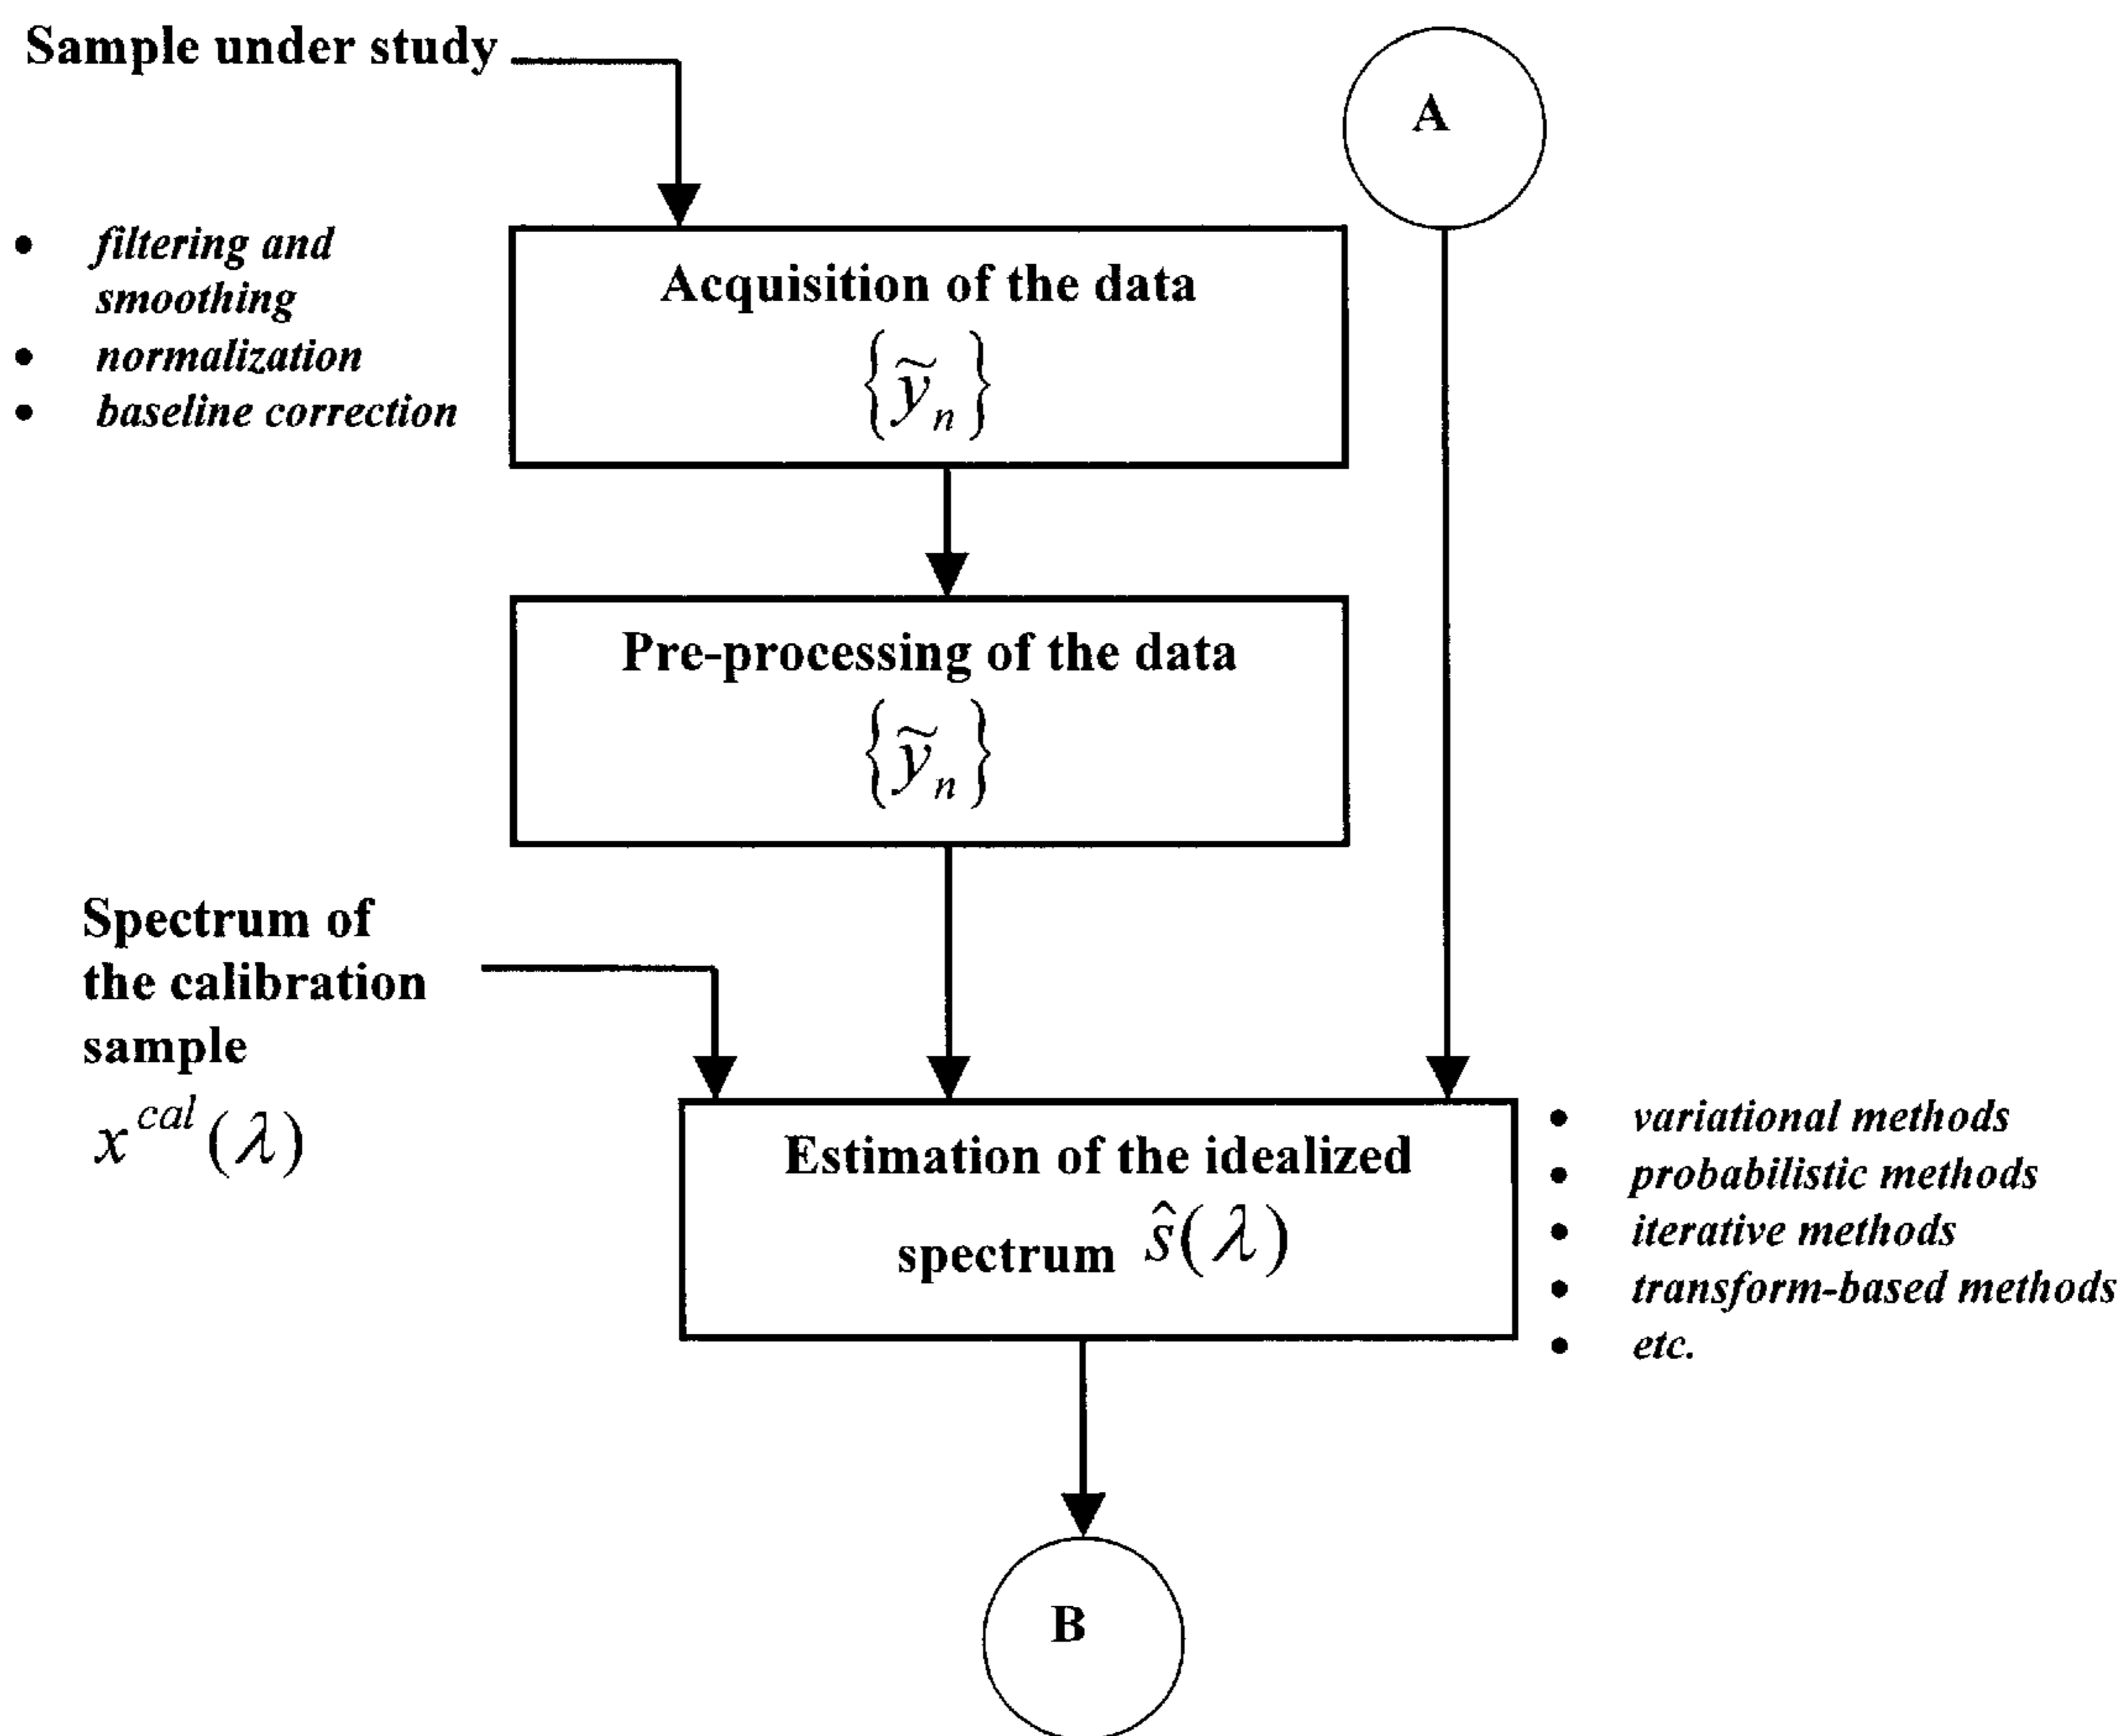 Sample under study
A
• filtering and
smoothing
• normalization
• baseline correction
Acquisition of the data
{ỹₙ}
Pre-processing of the data
{ỹₙ}
Spectrum of
the calibration
sample
x^cal(λ)
Estimation of the idealized
spectrum ŝ(λ)
• variational methods
• probabilistic methods
• iterative methods
• transform-based methods
• etc.
B